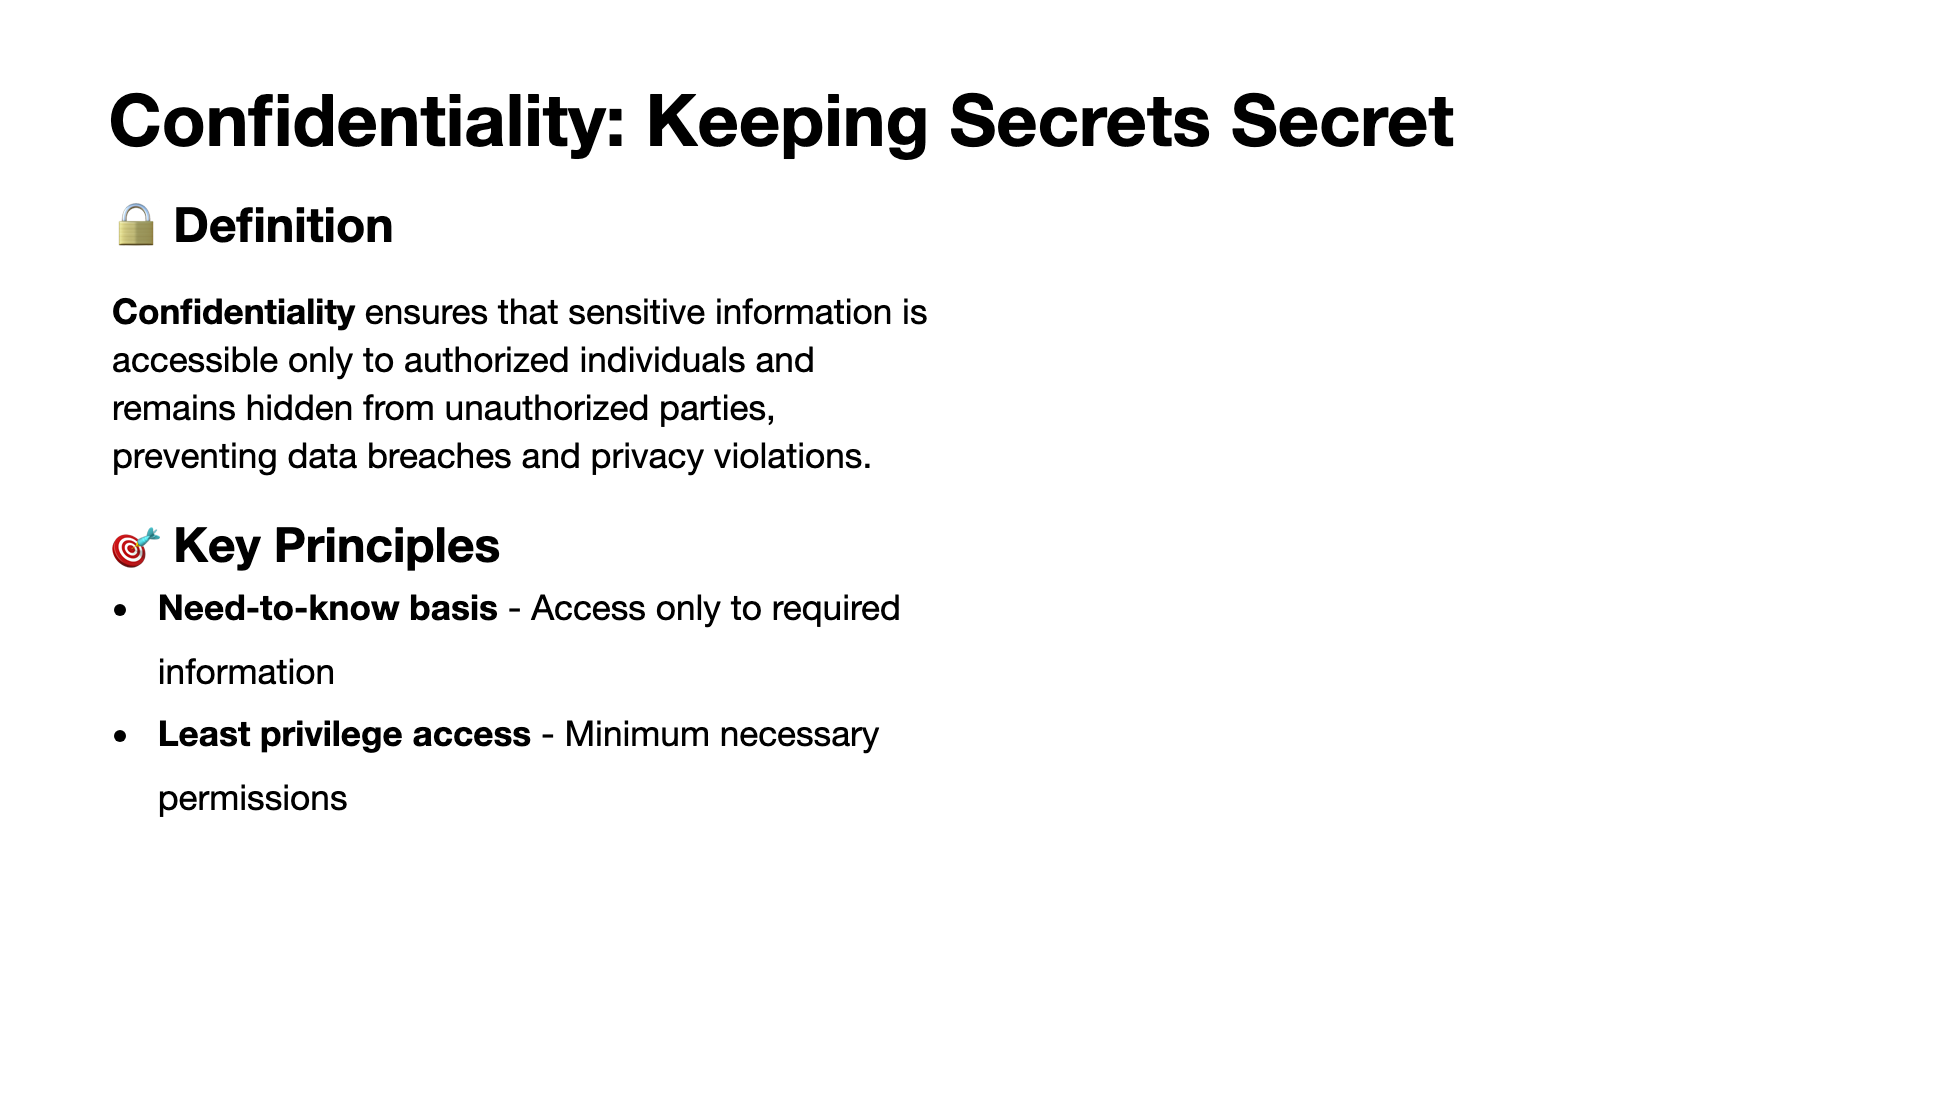 Confidentiality: Keeping Secrets Secret
🔒 Definition
Confidentiality ensures that sensitive information is
accessible only to authorized individuals and
remains hidden from unauthorized parties,
preventing data breaches and privacy violations.
🎯 Key Principles
• Need-to-know basis - Access only to required
information
• Least privilege access - Minimum necessary
permissions